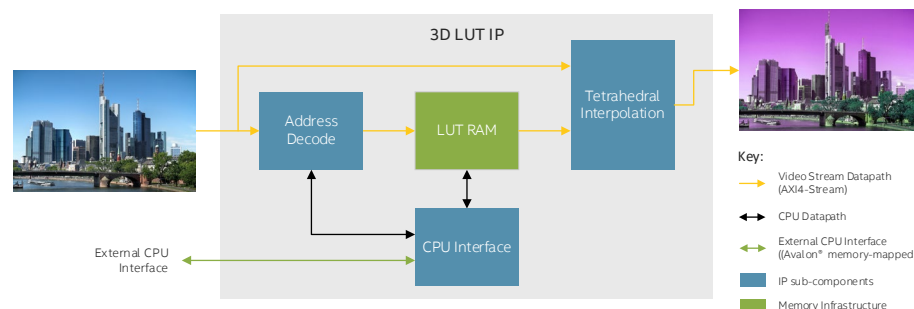 3D LUT IP
Address
Decode
LUT RAM
Tetrahedral
Interpolation
CPU Interface
External CPU
Interface
Key:
Video Stream Datapath
(AXI4-Stream)
CPU Datapath
External CPU Interface
((Avalon® memory-mapped
IP sub-components
Memory Infrastructure